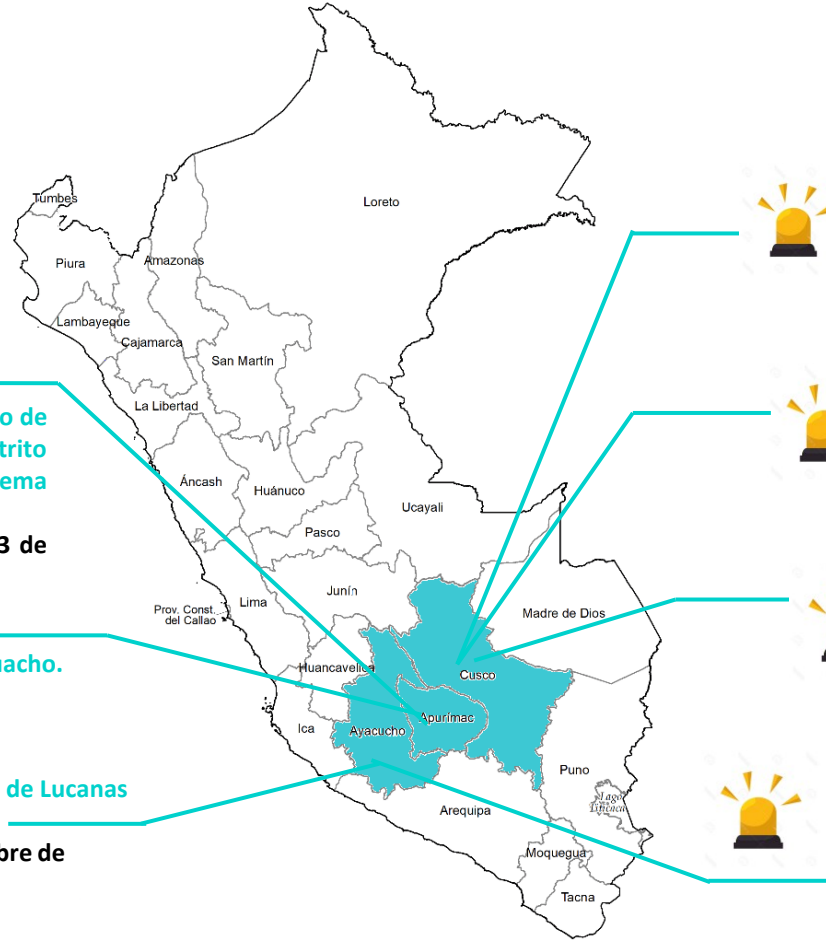 Tumbes
Loreto
Piura
Amazonas
Lambayeque
Cajamarca
San Martín
La Libertad
o de
trito
ema
Áncash
Huánuco
Ucayali
Pasco
3 de
Junín
Prov. Const.
del Callao
Lima
Madre de Dios
Huancavelica
uacho.
Cusco
Apurímac
Ayacucho
Ica
Puno
de Lucanas
Lago
Titicaca
Arequipa
bre de
Moquegua
Tacna